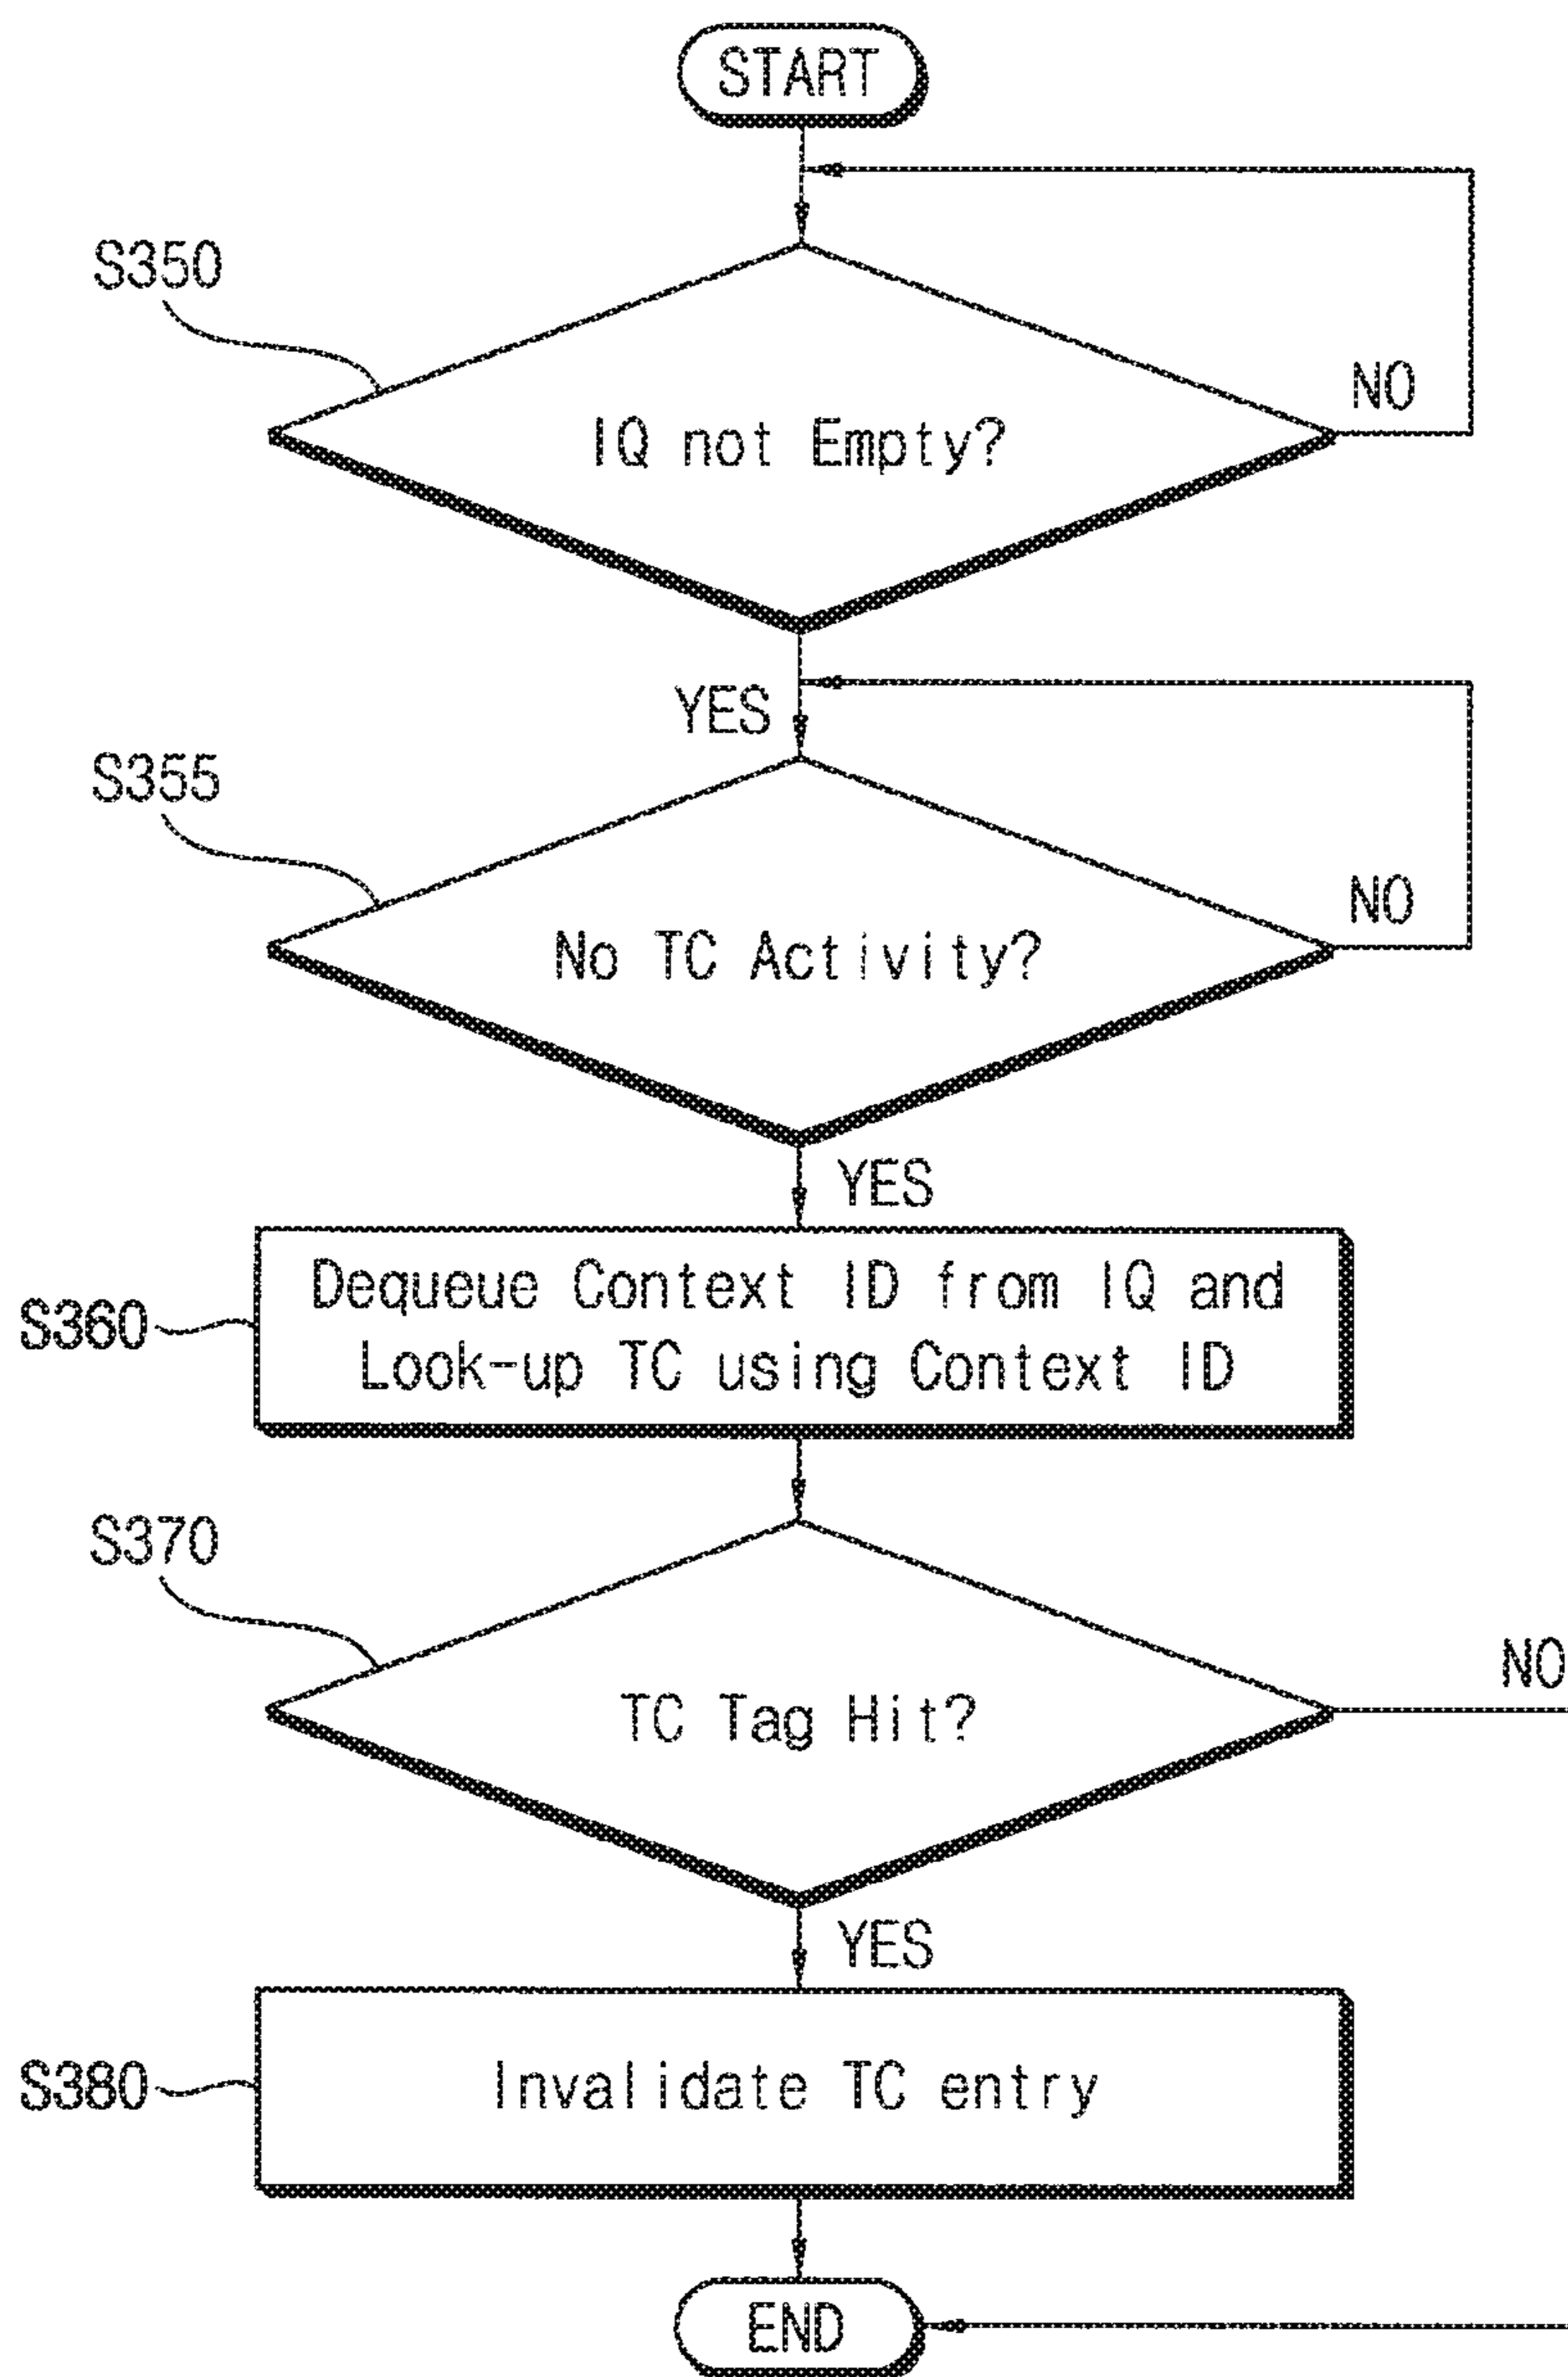 START
S350
IQ not Empty?
NO
YES
S355
No TC Activity?
NO
YES
S360
Dequeue Context ID from IQ and
Look-up TC using Context ID
S370
TC Tag Hit?
NO
YES
S380
Invalidate TC entry
END